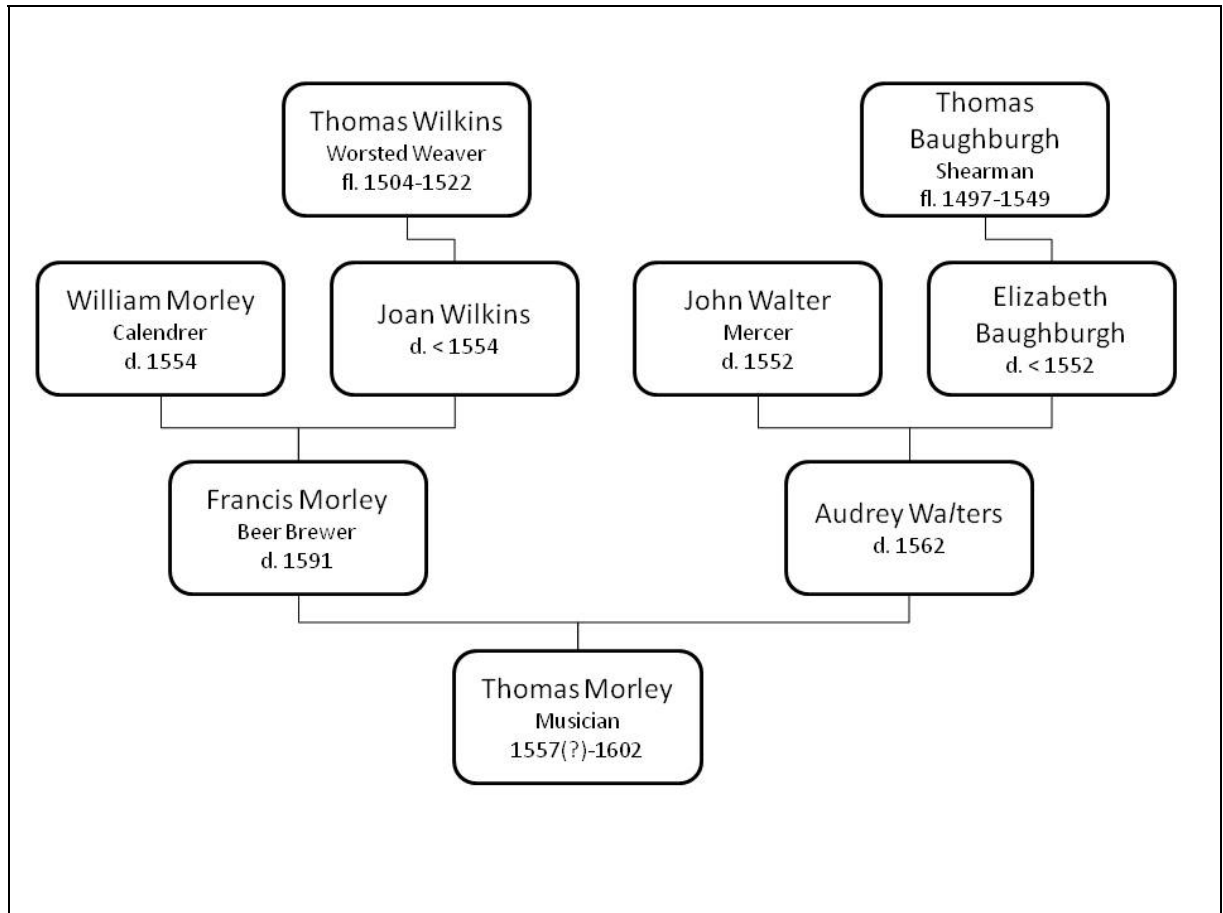 Thomas Wilkins
Worsted Weaver
fl. 1504-1522
Thomas
Baughburgh
Shearman
fl. 1497-1549
William Morley
Calendrer
d. 1554
Joan Wilkins
d. < 1554
John Walter
Mercer
d. 1552
Elizabeth
Baughburgh
d. < 1552
Francis Morley
Beer Brewer
d. 1591
Audrey Walters
d. 1562
Thomas Morley
Musician
1557(?)-1602